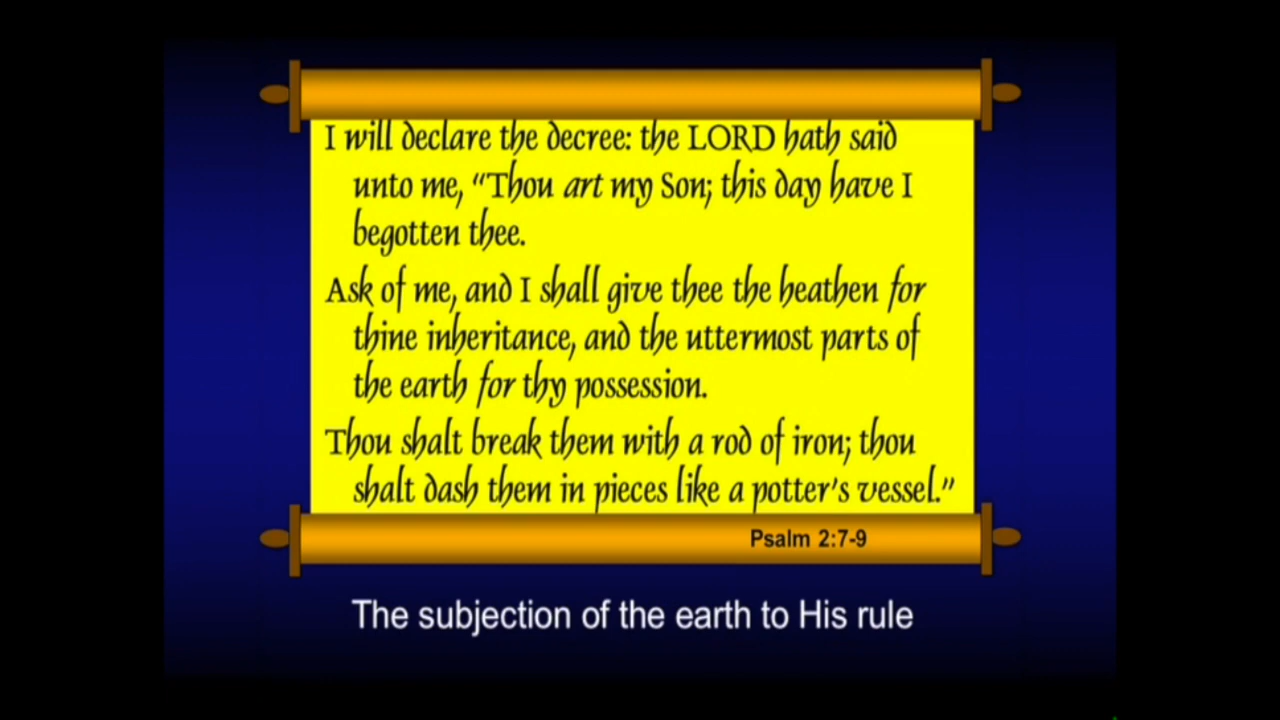 I will declare the decree: the LORD hath said
unto me, “Thou art my Son; this day have I
begotten thee.
Ask of me, and I shall give thee the heathen for
thine inheritance, and the uttermost parts of
the earth for thy possession.
Thou shalt break them with a rod of iron; thou
shalt dash them in pieces like a potter’s vessel.”
Psalm 2:7-9
The subjection of the earth to His rule